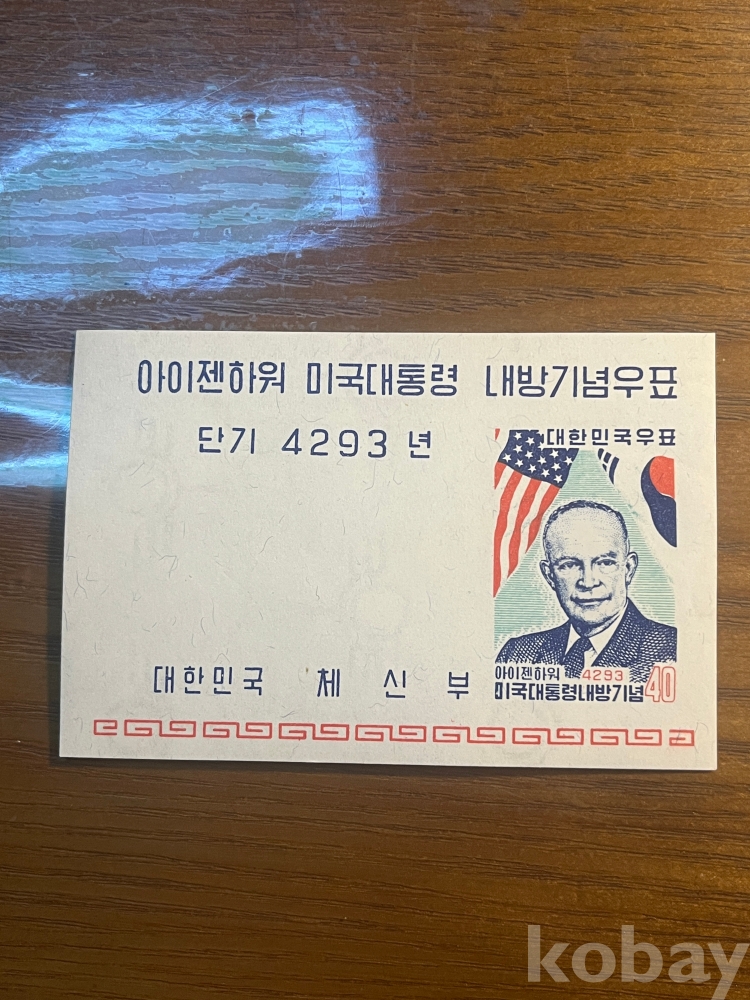 아이젠하워 미국대통령 내방기념우표
단기 4293 년
대한민국우표
아이젠하워 4293
미국대통령내방기념 40
대한민국 체신부
kobay